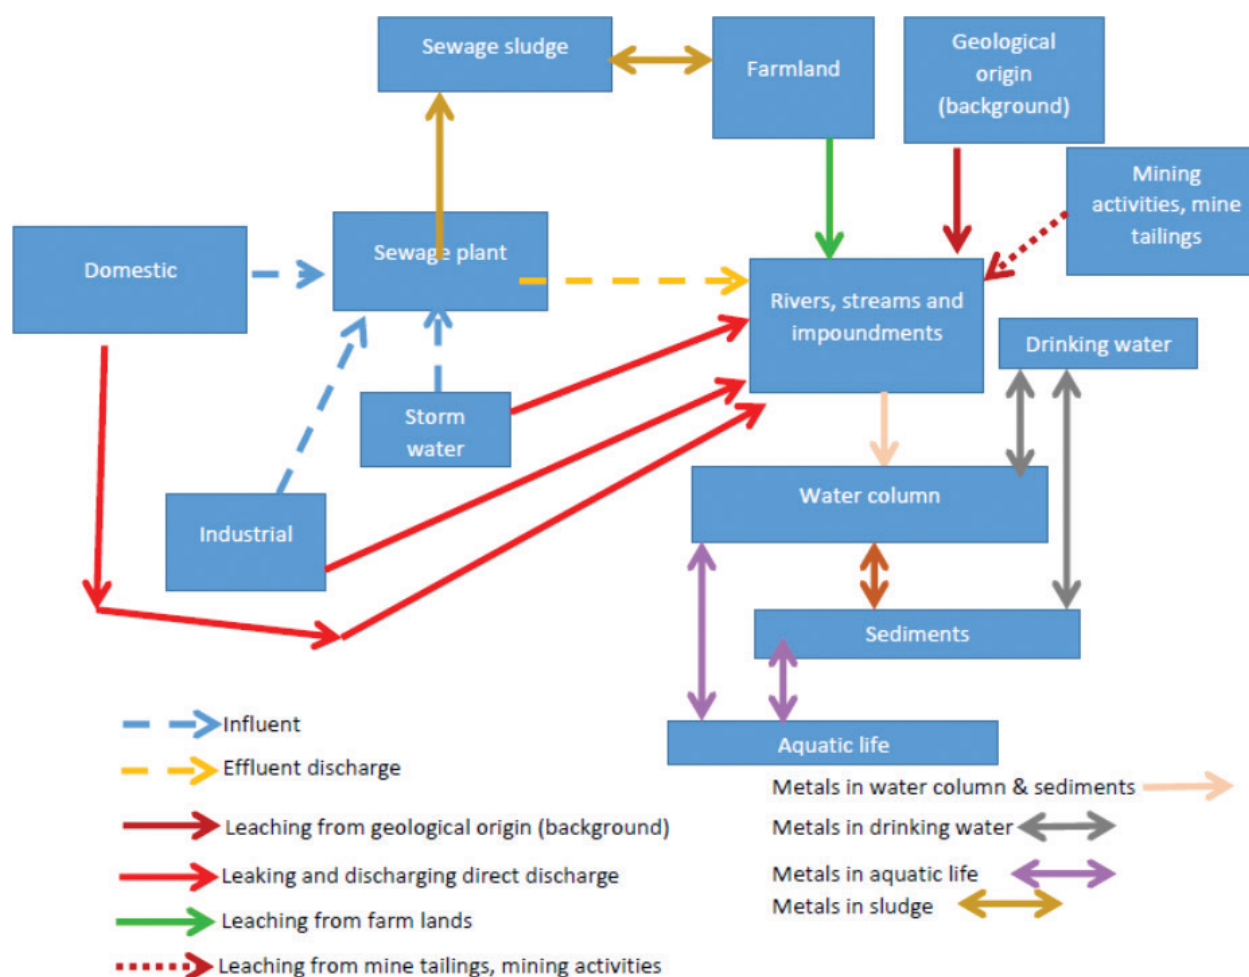 Sewage sludge
Farmland
Geological
origin
(background)
Mining
activities, mine
tailings
Domestic
Sewage plant
Rivers, streams and
impoundments
Drinking water
Storm
water
Water column
Industrial
Sediments
Aquatic life
Influent
Effluent discharge
Leaching from geological origin (background)
Leaking and discharging direct discharge
Leaching from farm lands
Leaching from mine tailings, mining activities
Metals in water column & sediments
Metals in drinking water
Metals in aquatic life
Metals in sludge